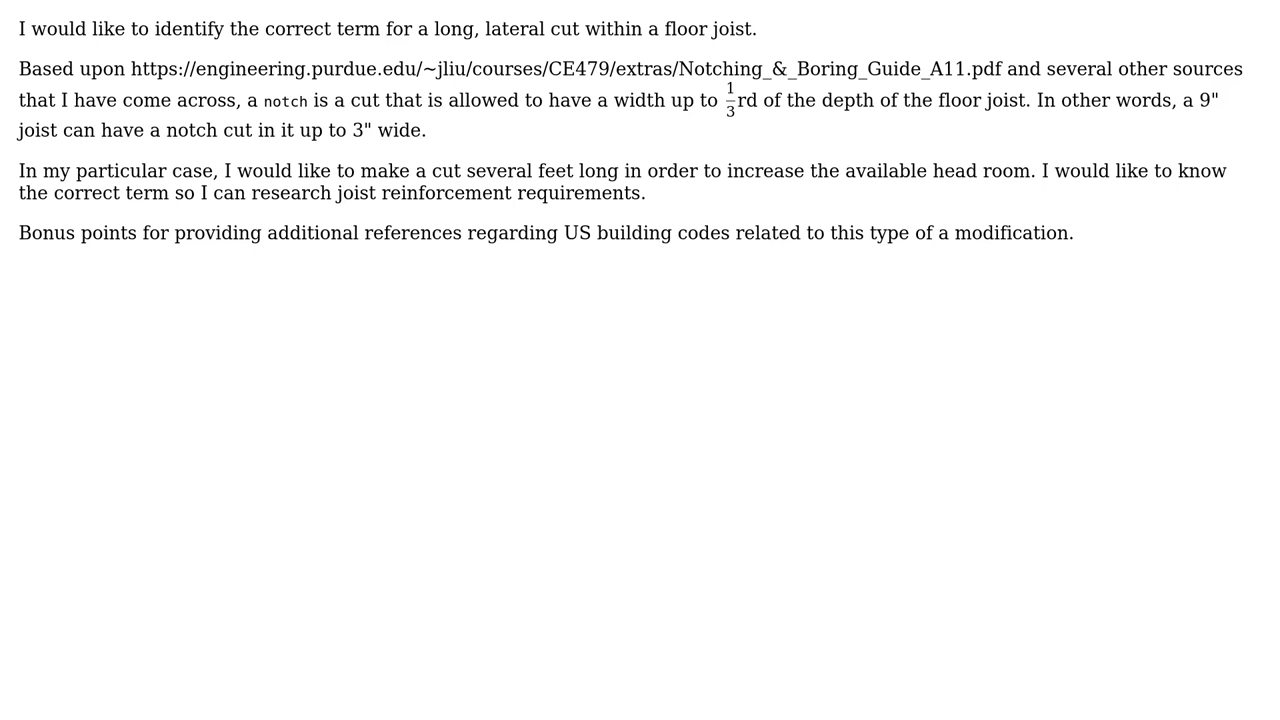 I would like to identify the correct term for a long, lateral cut within a floor joist.
Based upon https://engineering.purdue.edu/~jliu/courses/CE479/extras/Notching_&_Boring_Guide_A11.pdf and several other sources
that I have come across, a notch is a cut that is allowed to have a width up to 1/3rd of the depth of the floor joist. In other words, a 9"
joist can have a notch cut in it up to 3" wide.
In my particular case, I would like to make a cut several feet long in order to increase the available head room. I would like to know
the correct term so I can research joist reinforcement requirements.
Bonus points for providing additional references regarding US building codes related to this type of a modification.